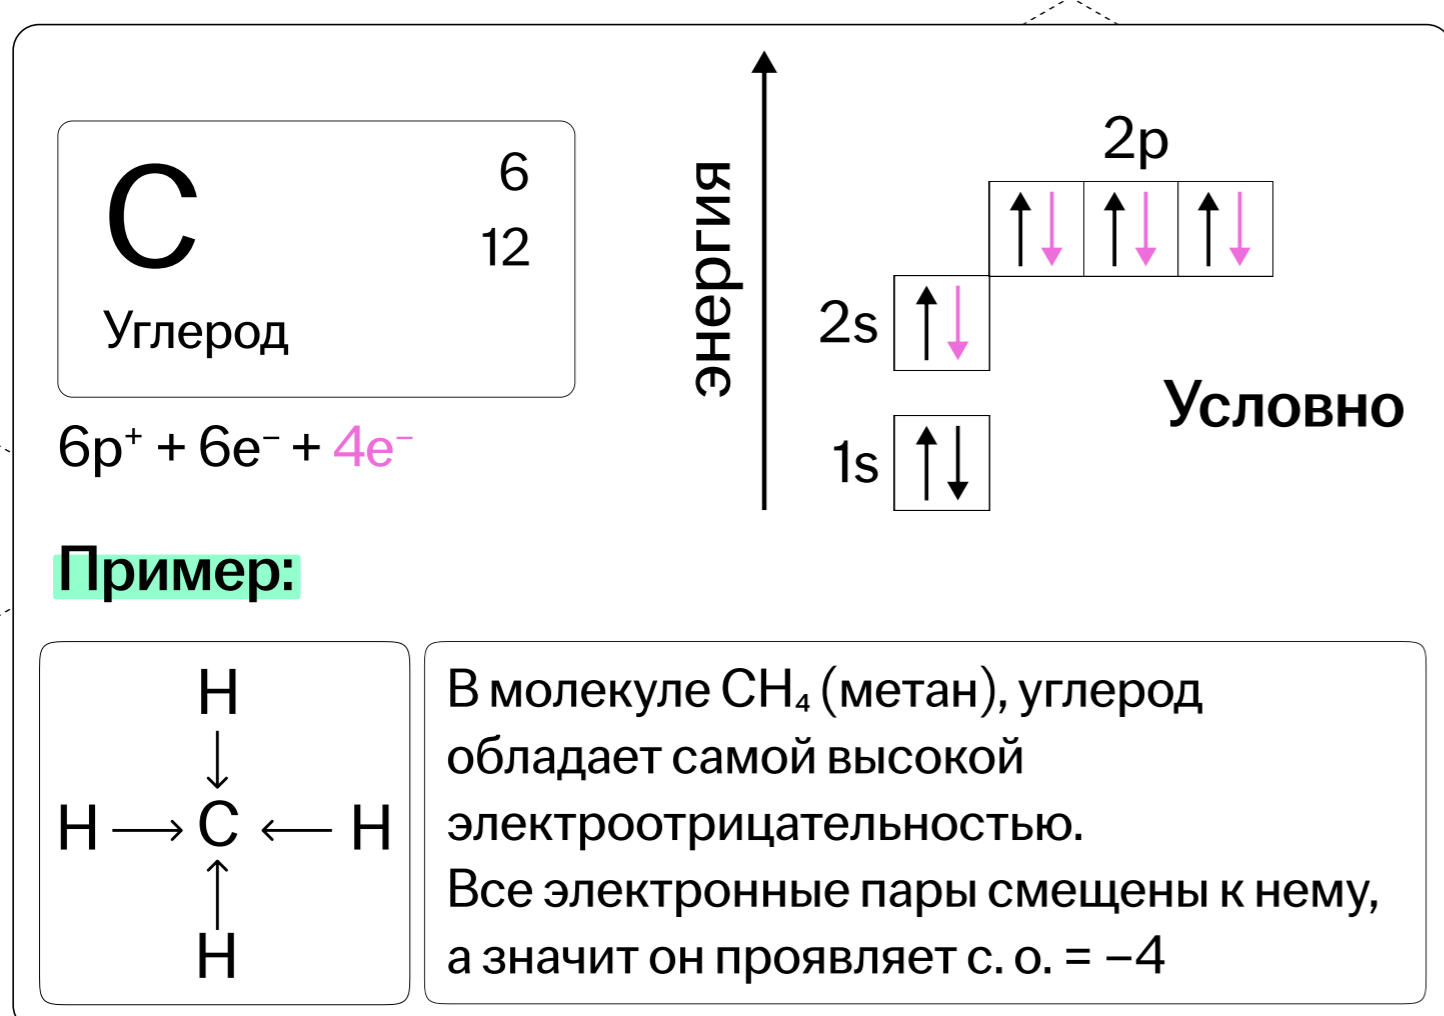 С
6
12
Углерод
6p⁺ + 6e⁻ + 4e⁻
энергия
2p
2s
1s
Условно
Пример:
H
H C H
H
В молекуле CH₄ (метан), углерод
обладает самой высокой
электроотрицательностью.
Все электронные пары смещены к нему,
а значит он проявляет с. о. = −4